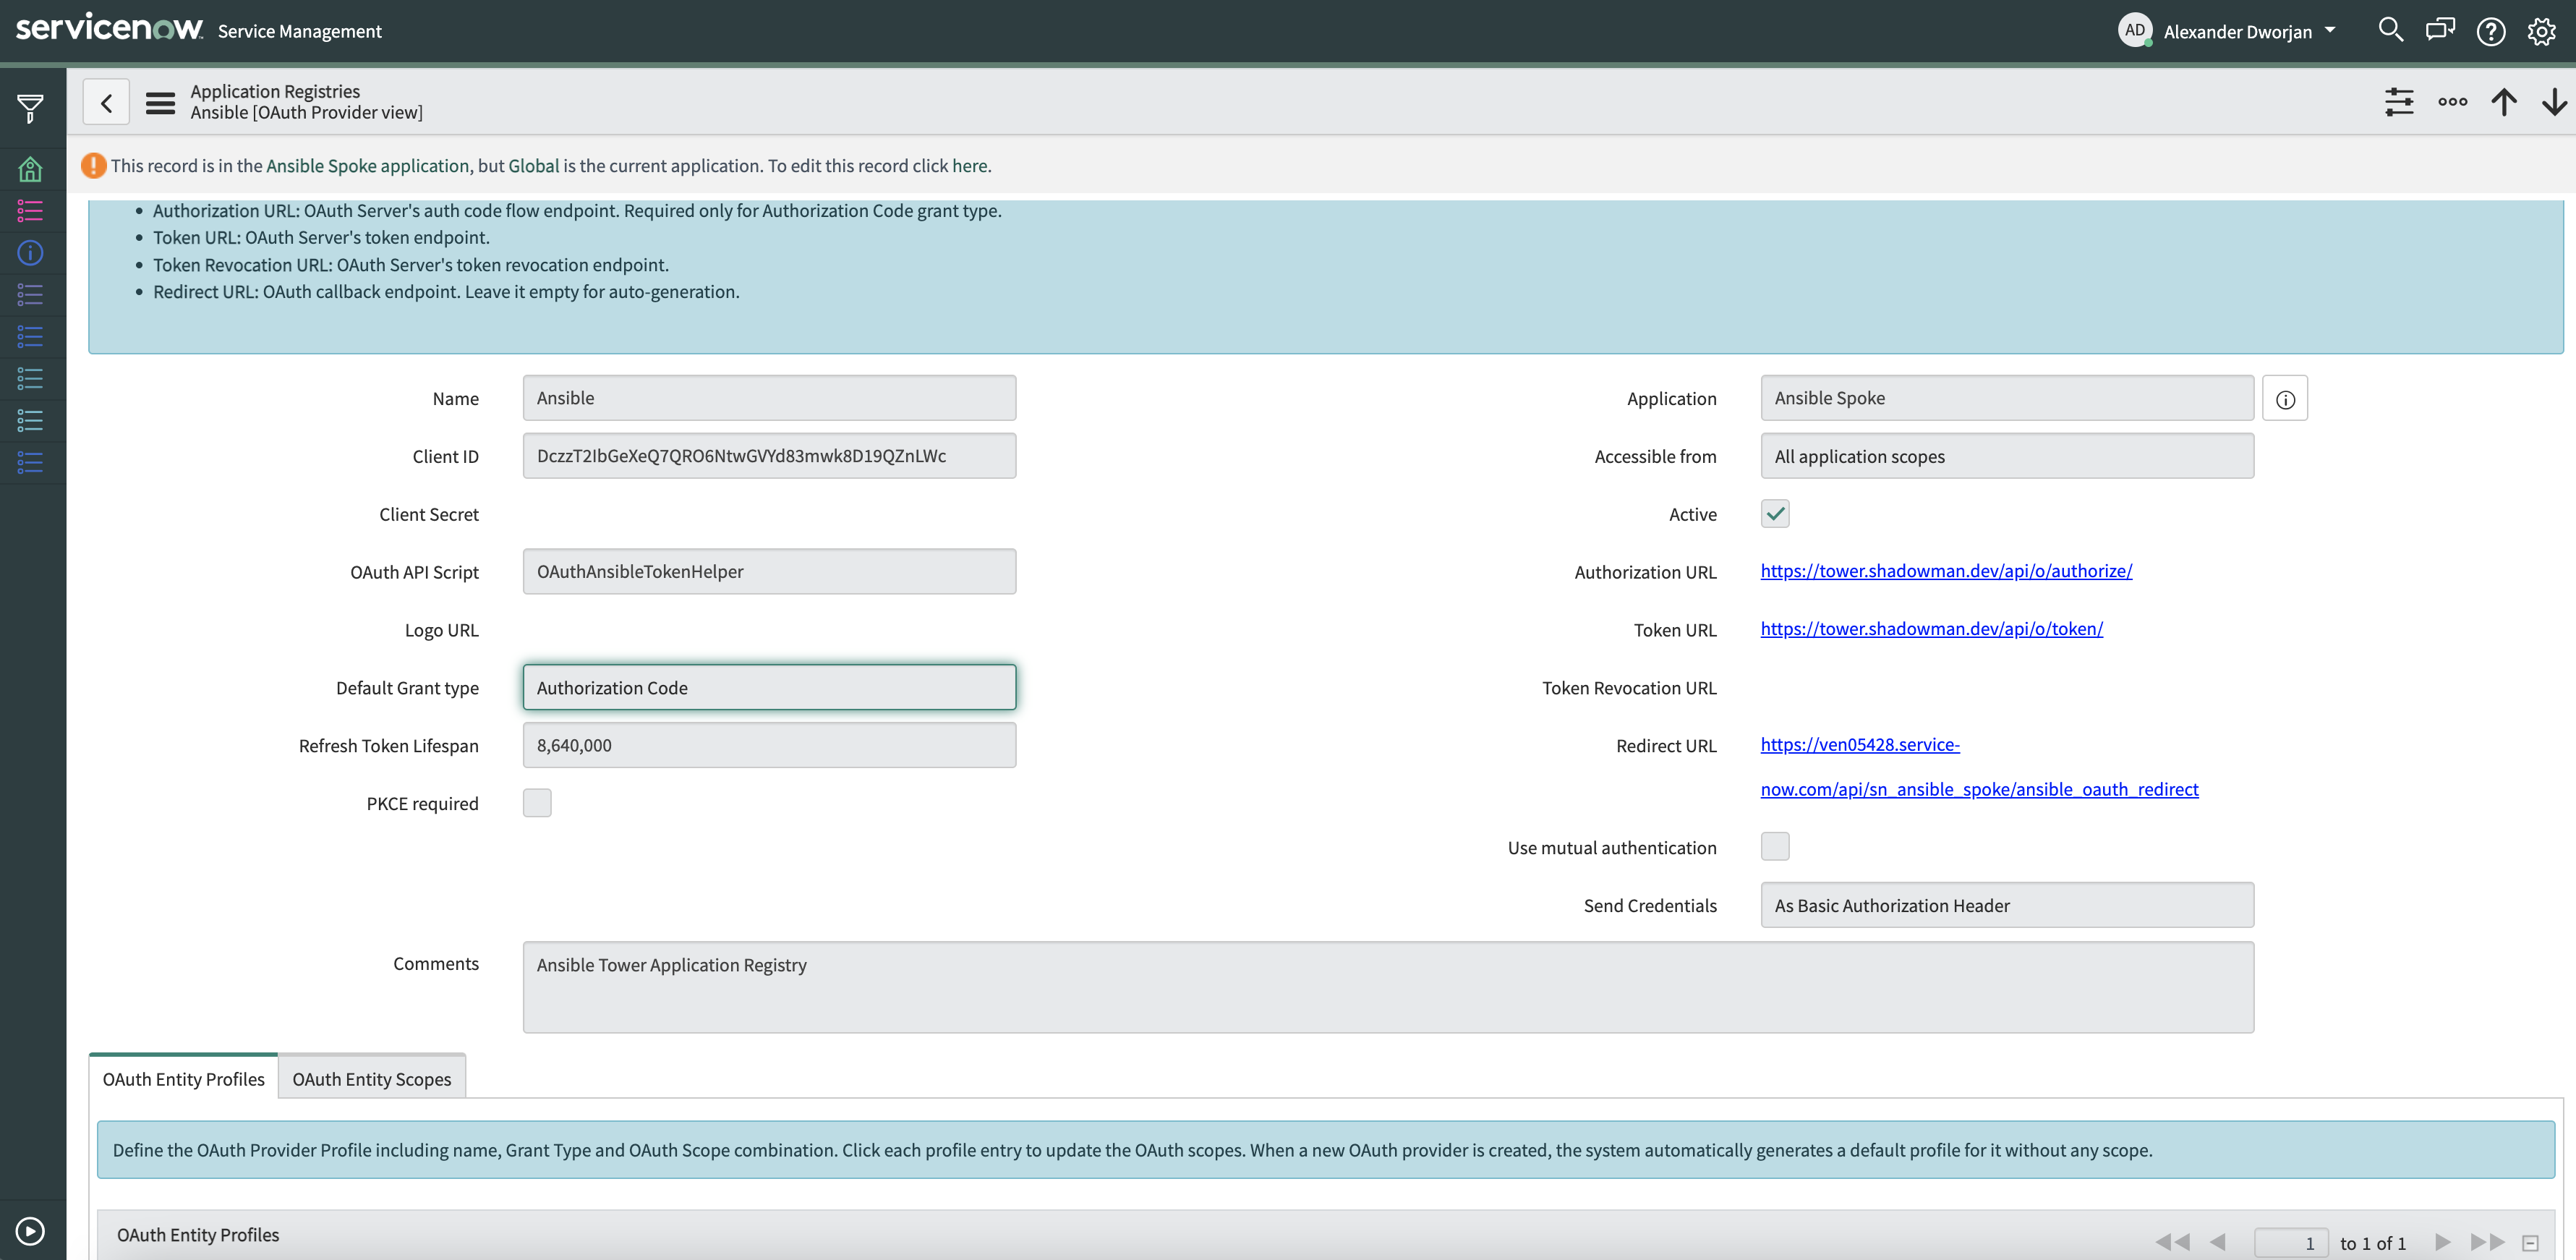 servicenow Service Management
AD Alexander Dworjan
Application Registries
Ansible [OAuth Provider view]
This record is in the Ansible Spoke application, but Global is the current application. To edit this record click here.
• Authorization URL: OAuth Server's auth code flow endpoint. Required only for Authorization Code grant type.
• Token URL: OAuth Server's token endpoint.
• Token Revocation URL: OAuth Server's token revocation endpoint.
• Redirect URL: OAuth callback endpoint. Leave it empty for auto-generation.
Name Ansible
Client ID DczzT2IbGeXeQ7QRO6NtwGVYd83mwk8D19QZnLWc
Client Secret
OAuth API Script OAuthAnsibleTokenHelper
Logo URL
Default Grant type Authorization Code
Refresh Token Lifespan 8,640,000
PKCE required
Application Ansible Spoke
Accessible from All application scopes
Active
Authorization URL https://tower.shadowman.dev/api/o/authorize/
Token URL https://tower.shadowman.dev/api/o/token/
Token Revocation URL
Redirect URL https://ven05428.service-
now.com/api/sn_ansible_spoke/ansible_oauth_redirect
Use mutual authentication
Send Credentials As Basic Authorization Header
Comments Ansible Tower Application Registry
OAuth Entity Profiles OAuth Entity Scopes
Define the OAuth Provider Profile including name, Grant Type and OAuth Scope combination. Click each profile entry to update the OAuth scopes. When a new OAuth provider is created, the system automatically generates a default profile for it without any scope.
OAuth Entity Profiles 1 to 1 of 1